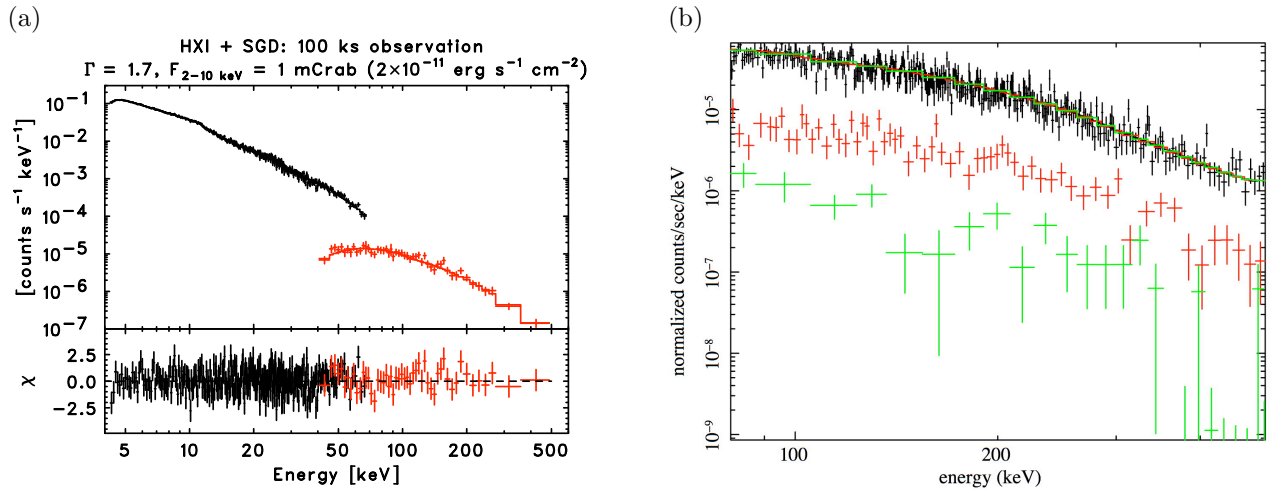 (a)
HXI + SGD: 100 ks observation
Γ = 1.7, F2−10 keV = 1 mCrab (2×10−11 erg s−1 cm−2)
[counts s−1 keV−1]
10−1
10−2
10−3
10−4
10−5
10−6
10−7
χ
2.5
0.0
−2.5
5 10 20 50 100 200 500
Energy [keV]
(b)
normalized counts/sec/keV
10−5
10−6
10−7
10−8
10−9
100 200
energy (keV)